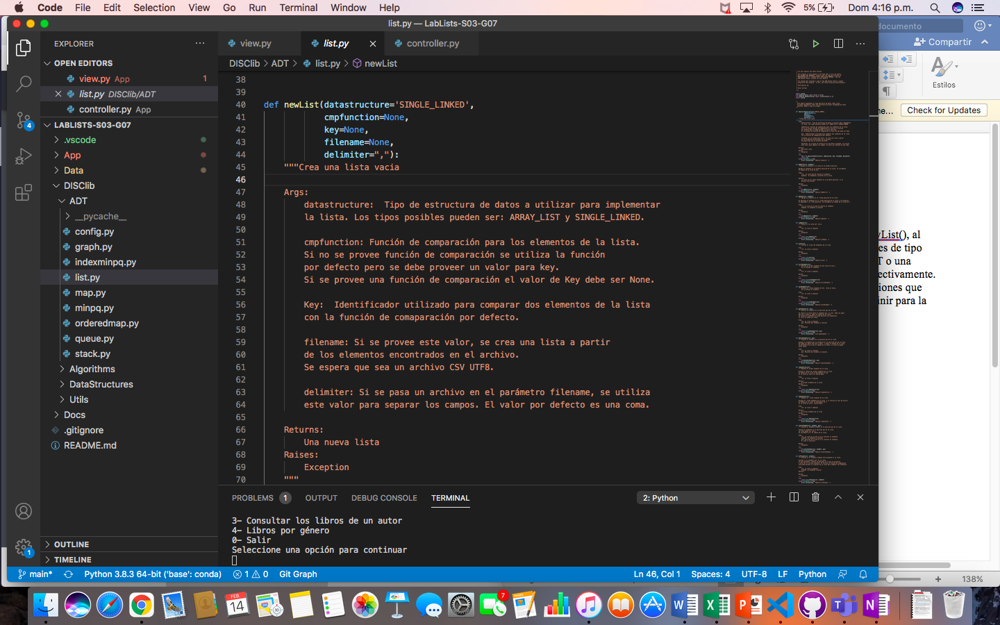 Code File Edit Selection View Go Run Terminal Window Help 5% Dom 4:16 p.m.
list.py — LabLists-S03-G07
EXPLORER
OPEN EDITORS
view.py App 1
list.py DISClib/ADT
controller.py App
LABLISTS-S03-G07
.vscode
App
Data
DISClib
ADT
__pycache__
config.py
graph.py
indexminpq.py
list.py
map.py
minpq.py
orderedmap.py
queue.py
stack.py
Algorithms
DataStructures
Utils
Docs
.gitignore
README.md
OUTLINE
TIMELINE
4
1
view.py list.py controller.py
DISClib > ADT > list.py > newList
38
39
40 def newList(datastructure='SINGLE_LINKED',
41 cmpfunction=None,
42 key=None,
43 filename=None,
44 delimiter=","):
45 """Crea una lista vacia
46
47 Args:
48 datastructure:  Tipo de estructura de datos a utilizar para implementar
49 la lista. Los tipos posibles pueden ser: ARRAY_LIST y SINGLE_LINKED.
50
51 cmpfunction: Función de comparación para los elementos de la lista.
52 Si no se provee función de comparación se utiliza la función
53 por defecto pero se debe proveer un valor para key.
54 Si se provee una función de comparación el valor de Key debe ser None.
55
56 Key:  Identificador utilizado para comparar dos elementos de la lista
57 con la función de comaparación por defecto.
58
59 filename: Si se provee este valor, se crea una lista a partir
60 de los elementos encontrados en el archivo.
61 Se espera que sea un archivo CSV UTF8.
62
63 delimiter: Si se pasa un archivo en el parámetro filename, se utiliza
64 este valor para separar los campos. El valor por defecto es una coma.
65
66 Returns:
67 Una nueva lista
68 Raises:
69 Exception
70 """
PROBLEMS 1 OUTPUT DEBUG CONSOLE TERMINAL 2: Python
3- Consultar los libros de un autor
4- Libros por género
0- Salir
Seleccione una opción para continuar
main* Python 3.8.3 64-bit ('base': conda) 1 0 Git Graph Ln 46, Col 1 Spaces: 4 UTF-8 LF Python
documento
Compartir
Estilos
Check for Updates
List(), al
es de tipo
T o una
ectivamente.
iones que
inir para la
138%
FEB. 14
7